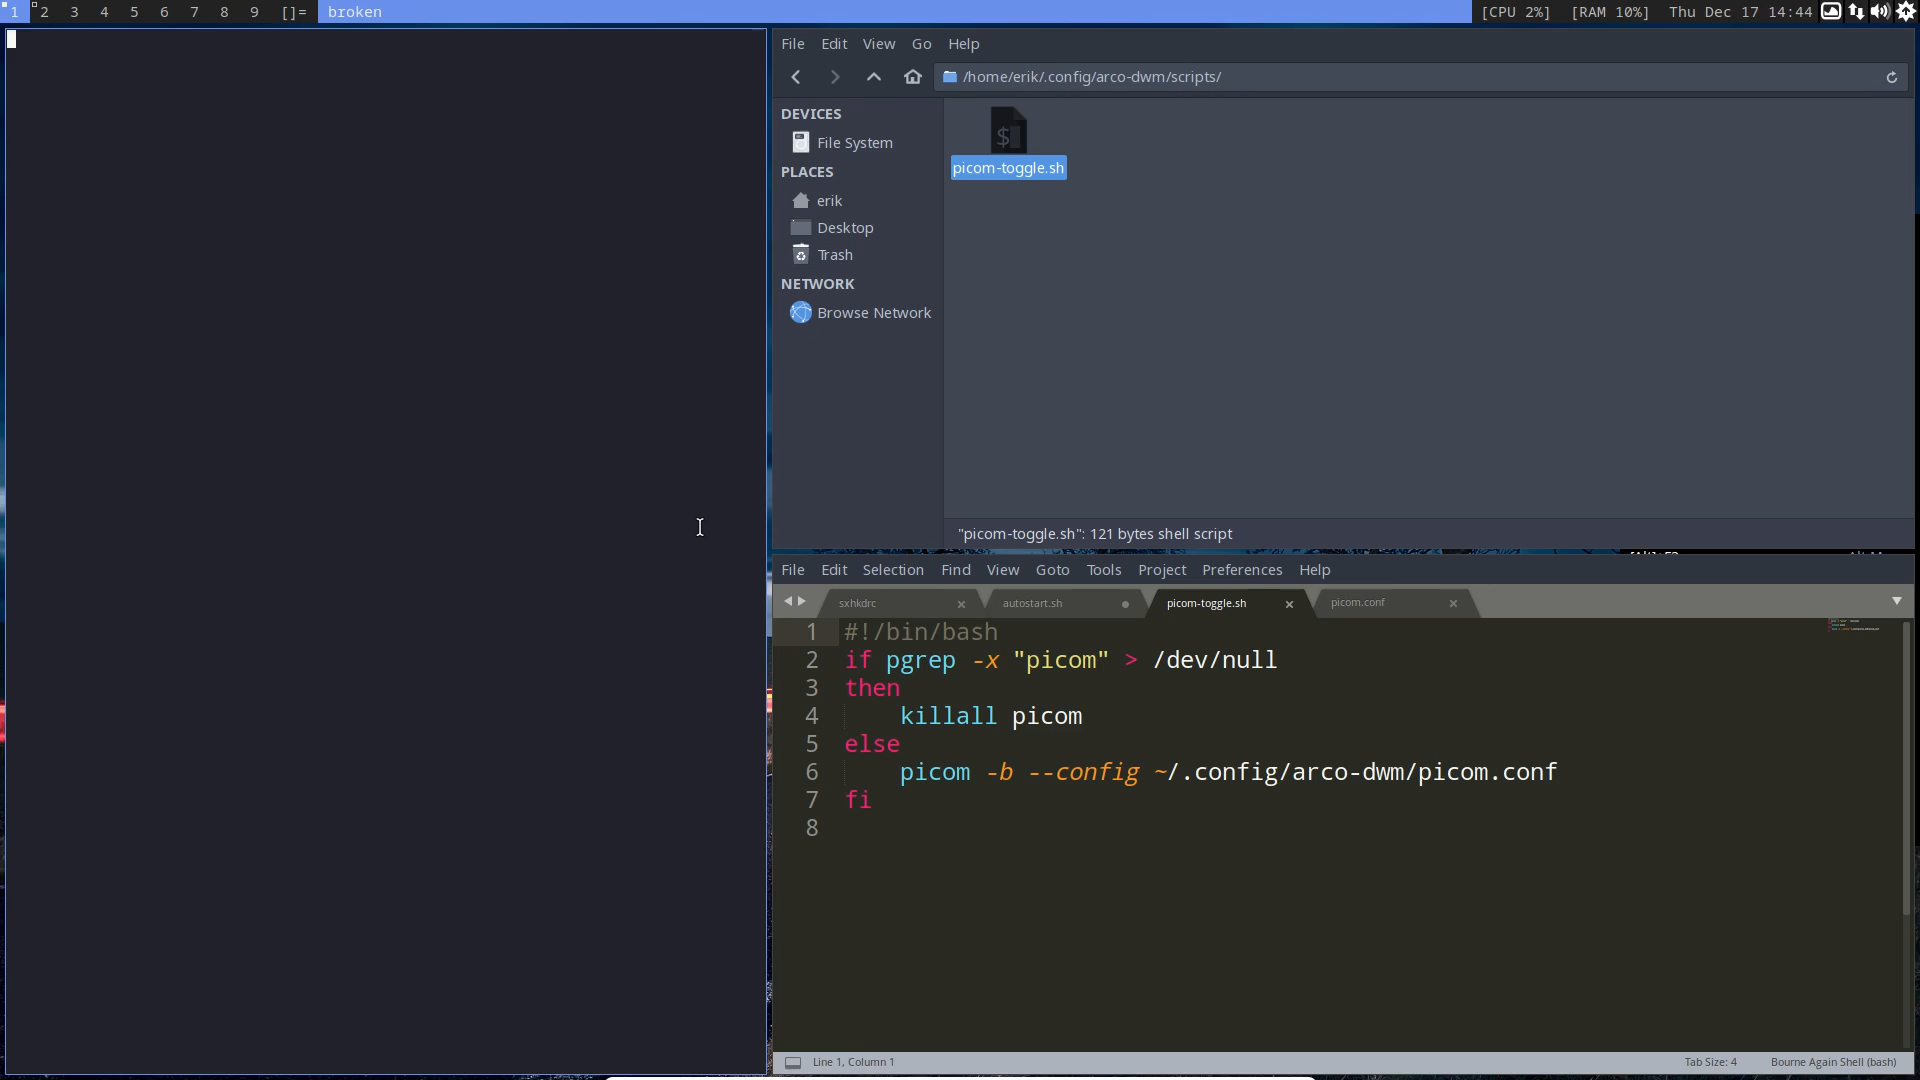 1 2 3 4 5 6 7 8 9 []= broken [CPU 2%] [RAM 10%] Thu Dec 17 14:44
File Edit View Go Help
/home/erik/.config/arco-dwm/scripts/
DEVICES
File System
PLACES
erik
Desktop
Trash
NETWORK
Browse Network
$
picom-toggle.sh
"picom-toggle.sh": 121 bytes shell script
File Edit Selection Find View Goto Tools Project Preferences Help
sxhkdrc autostart.sh picom-toggle.sh picom.conf
1 #!/bin/bash
2 if pgrep -x "picom" > /dev/null
3 then
4 killall picom
5 else
6 picom -b --config ~/.config/arco-dwm/picom.conf
7 fi
8
Line 1, Column 1 Tab Size: 4 Bourne Again Shell (bash)